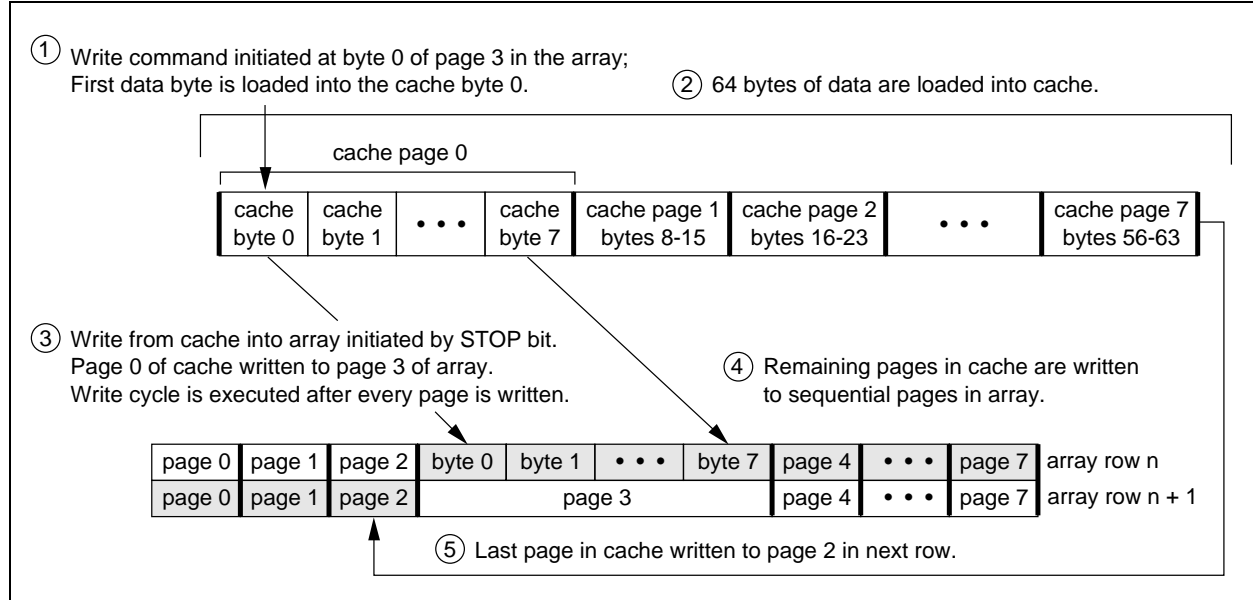 ① Write command initiated at byte 0 of page 3 in the array;
First data byte is loaded into the cache byte 0.
② 64 bytes of data are loaded into cache.
cache page 0
cache byte 0 cache byte 1 • • • cache byte 7 cache page 1 bytes 8-15 cache page 2 bytes 16-23 • • • cache page 7 bytes 56-63
③ Write from cache into array initiated by STOP bit.
Page 0 of cache written to page 3 of array.
Write cycle is executed after every page is written.
④ Remaining pages in cache are written
to sequential pages in array.
page 0 page 1 page 2 byte 0 byte 1 • • • byte 7 page 4 • • • page 7 array row n
page 0 page 1 page 2 page 3 page 4 • • • page 7 array row n + 1
⑤ Last page in cache written to page 2 in next row.